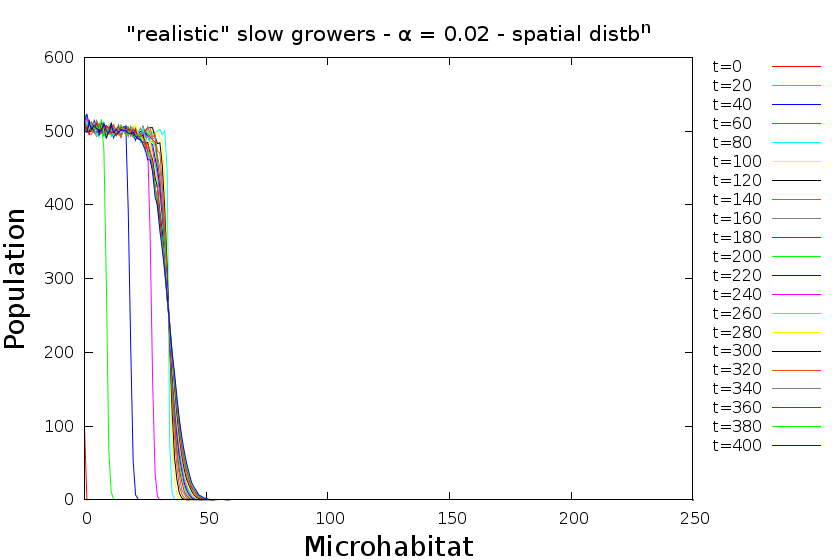 "realistic" slow growers - α = 0.02 - spatial distbⁿ
600
500
400
300
200
100
0
Population
0
50
100
150
200
250
Microhabitat
t=0
t=20
t=40
t=60
t=80
t=100
t=120
t=140
t=160
t=180
t=200
t=220
t=240
t=260
t=280
t=300
t=320
t=340
t=360
t=380
t=400